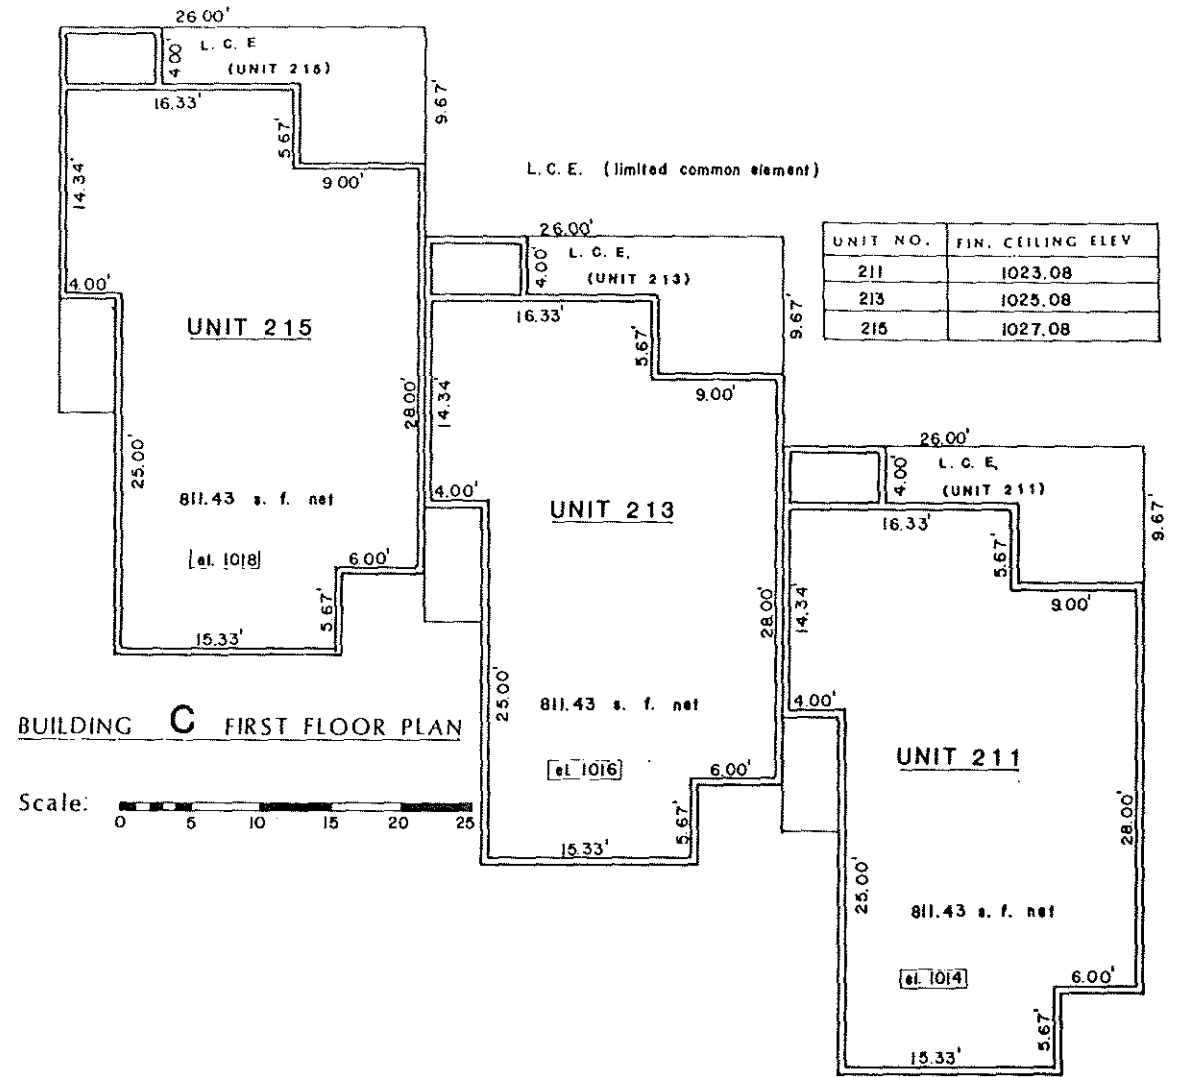 26.00'
L. C. E
(UNIT 215)
4.00'
16.33'
5.67'
9.67'
9.00'
14.34'
4.00'
UNIT 215
28.00'
25.00'
811.43 s. f. net
el. 1018
6.00'
5.67'
15.33'
L. C. E. (limited common element)
UNIT NO. FIN. CEILING ELEV
211 1023.08
213 1025.08
215 1027.08
26.00'
L. C. E.
(UNIT 213)
4.00'
16.33'
5.67'
9.67'
9.00'
14.34'
4.00'
UNIT 213
28.00'
25.00'
811.43 s. f. net
el. 1016
6.00'
5.67'
15.33'
26.00'
L. C. E.
(UNIT 211)
4.00'
16.33'
5.67'
9.67'
9.00'
14.34'
4.00'
UNIT 211
28.00'
25.00'
811.43 s. f. net
el. 1014
6.00'
5.67'
15.33'
BUILDING C FIRST FLOOR PLAN
Scale:
0 5 10 15 20 25